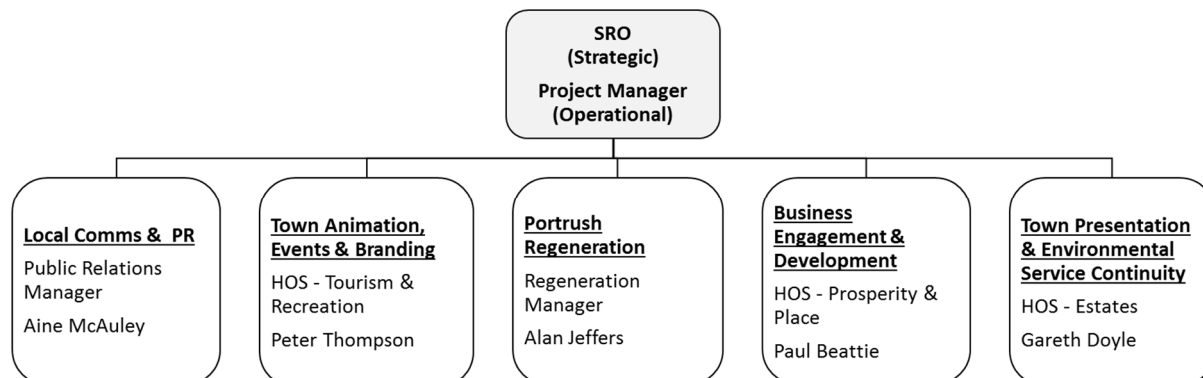 SRO
(Strategic)
Project Manager
(Operational)
Local Comms & PR
Public Relations
Manager
Aine McAuley
Town Animation,
Events & Branding
HOS - Tourism &
Recreation
Peter Thompson
Portrush
Regeneration
Regeneration
Manager
Alan Jeffers
Business
Engagement &
Development
HOS - Prosperity &
Place
Paul Beattie
Town Presentation
& Environmental
Service Continuity
HOS - Estates
Gareth Doyle